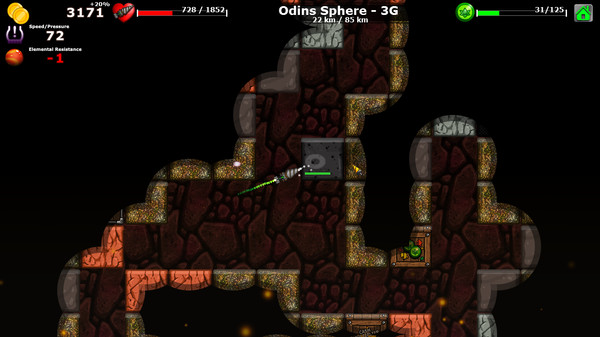 +20%
3171
728 / 1852
Odins Sphere - 3G
22 km / 85 km
31/125
Speed/Pressure
72
Elemental Resistance
-1